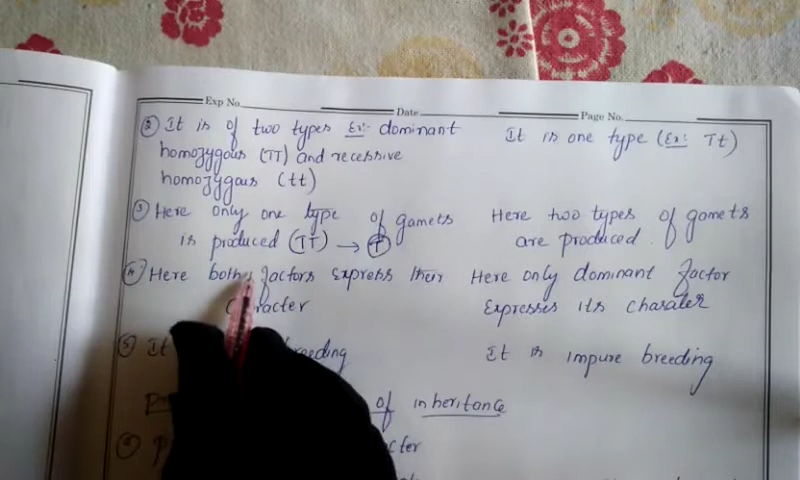 Exp No.
Date
Page No.
② It is of two types Ex:- dominant
homozygous (TT) and recessive
homozygous (tt)
It is one type (Ex: Tt)
③ Here only one type of gamets
is produced (TT) → T
Here two types of gamets
are produced.
④ Here both factors express their
Here only dominant factor
Expresses its charater
⑤ It breeding
It is impure breeding
of inheritance